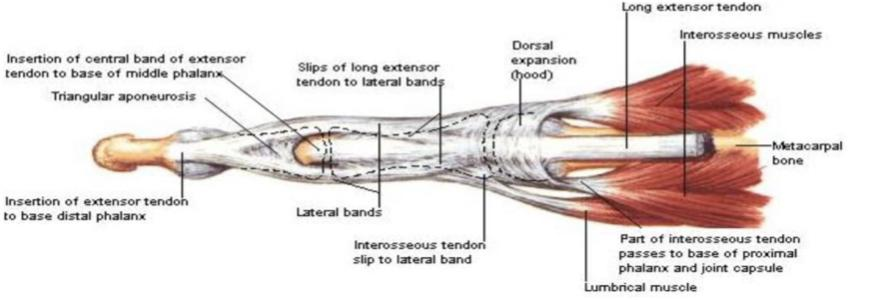 Long extensor tendon
Interosseous muscles
Dorsal
expansion
(hood)
Insertion of central band of extensor
tendon to base of middle phalanx
Slips of long extensor
tendon to lateral bands
Triangular aponeurosis
Metacarpal
bone
Insertion of extensor tendon
to base distal phalanx
Lateral bands
Interosseous tendon
slip to lateral band
Part of interosseous tendon
passes to base of proximal
phalanx and joint capsule
Lumbrical muscle